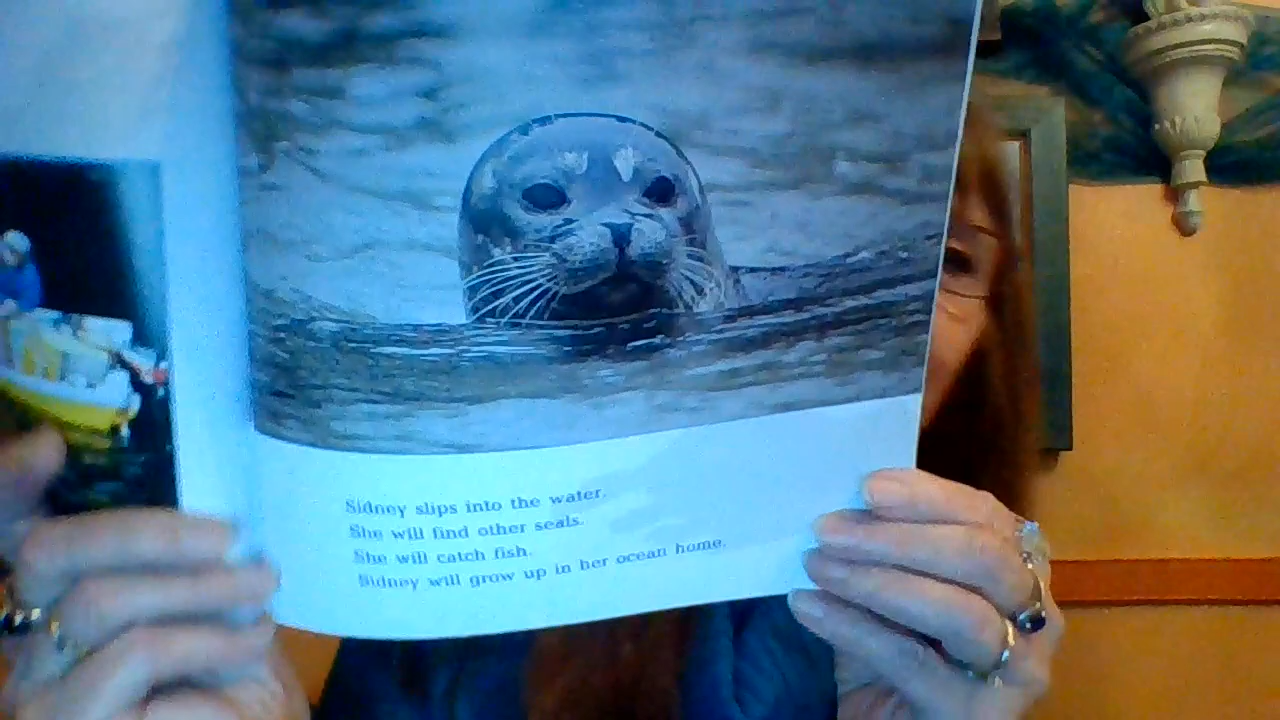 Sidney slips into the water.
She will find other seals.
She will catch fish.
Sidney will grow up in her ocean home.